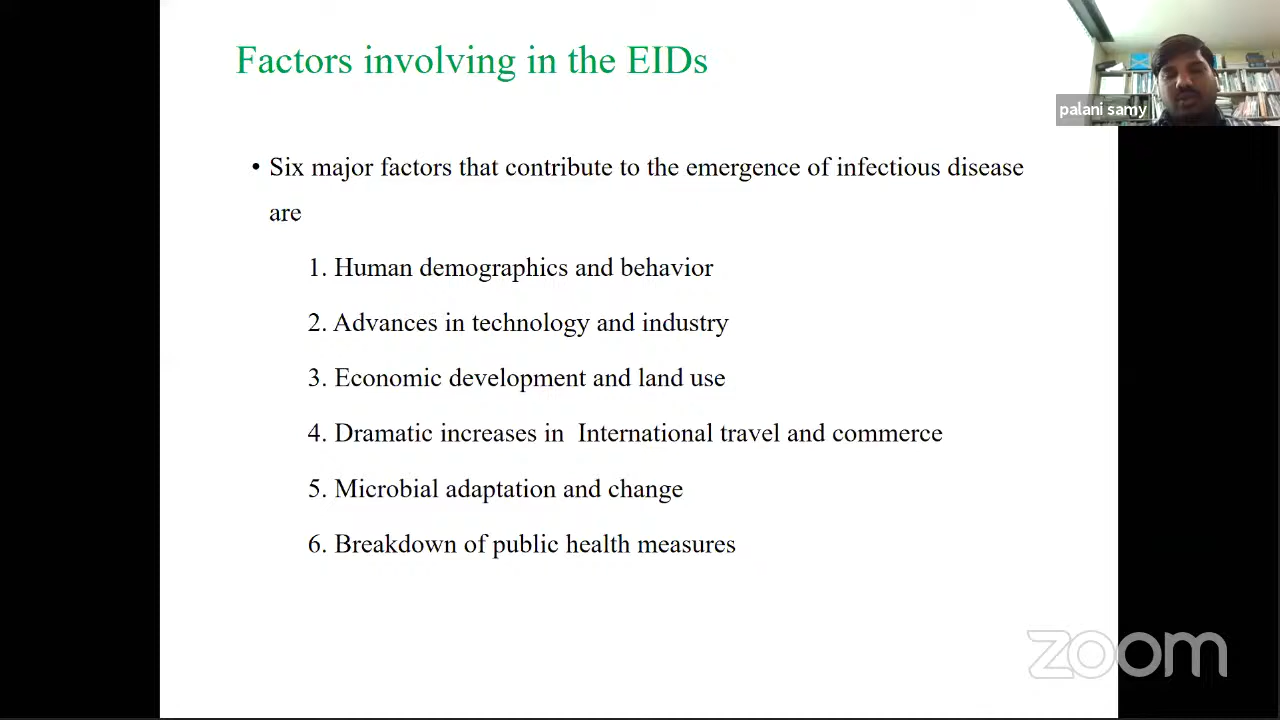 Factors involving in the EIDs
palani samy
• Six major factors that contribute to the emergence of infectious disease
are
1. Human demographics and behavior
2. Advances in technology and industry
3. Economic development and land use
4. Dramatic increases in  International travel and commerce
5. Microbial adaptation and change
6. Breakdown of public health measures
zoom